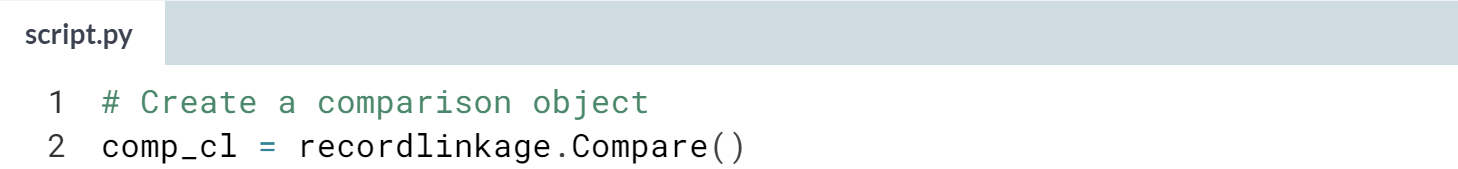 script.py
1 # Create a comparison object
2 comp_cl = recordlinkage.Compare()